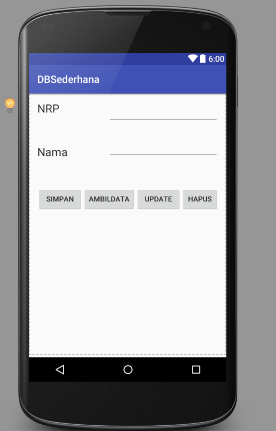 6:00
DBSederhana
NRP
Nama
SIMPAN AMBILDATA UPDATE HAPUS